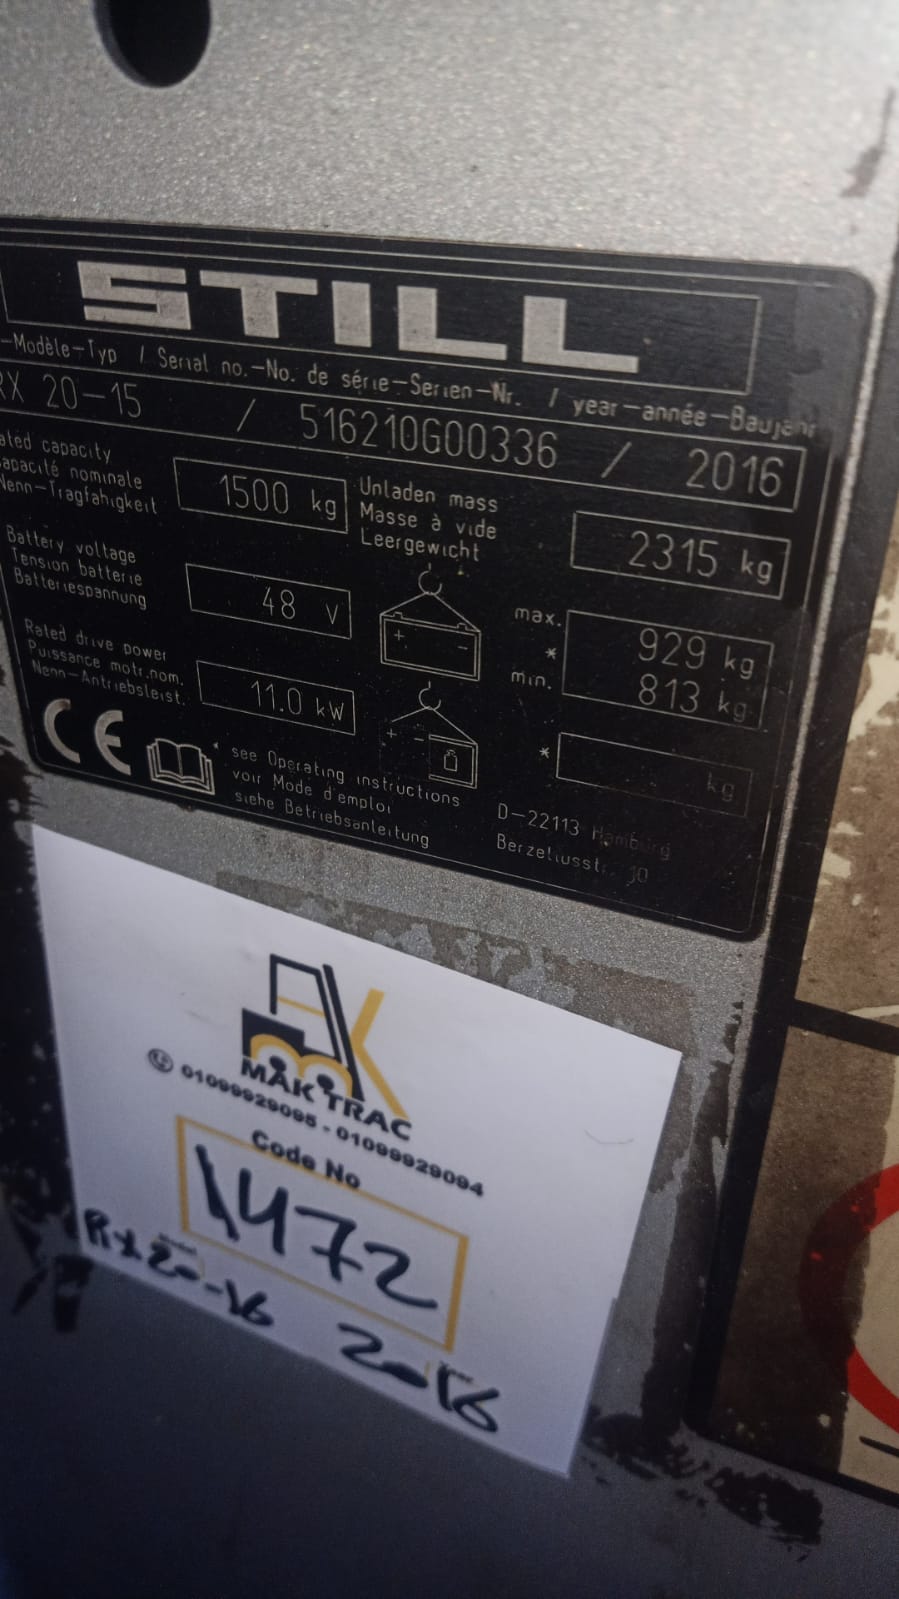 STILL
-Modèle-Typ / Serial no.-No. de série-Serien-Nr. / year-année-Baujahr
RX 20-15 / 516210G00336 / 2016
rated capacity
capacité nominale
Nenn-Tragfähigkeit
1500 kg
Unladen mass
Masse à vide
Leergewicht
2315 kg
Battery voltage
Tension batterie
Batteriespannung
48 V
+ -
max. 929 kg
*
min. 813 kg
Rated drive power
Puissance motr.nom.
Nenn-Antriebsleist.
11.0 kW
+ -
* kg
CE
* see Operating instructions
voir Mode d'emploi
siehe Betriebsanleitung
D-22113 Hamburg
Berzeliusstr. 10
MAK TRAC
01099929095 - 01099929094
Code No
1472
RX20-16 2016